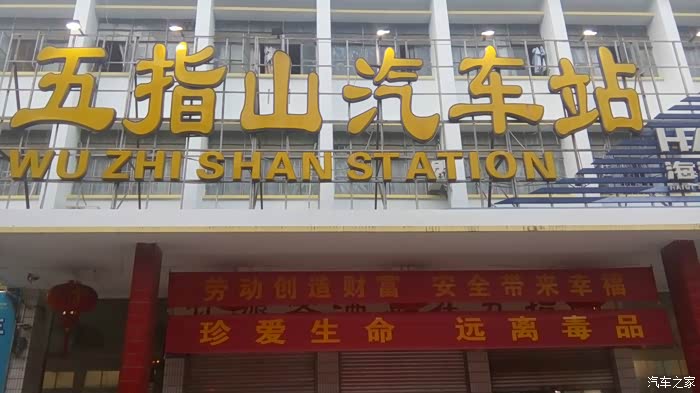 五指山汽车站
WU ZHI SHAN STATION
海
劳动创造财富 安全带来幸福
珍爱生命 远离毒品
汽车之家